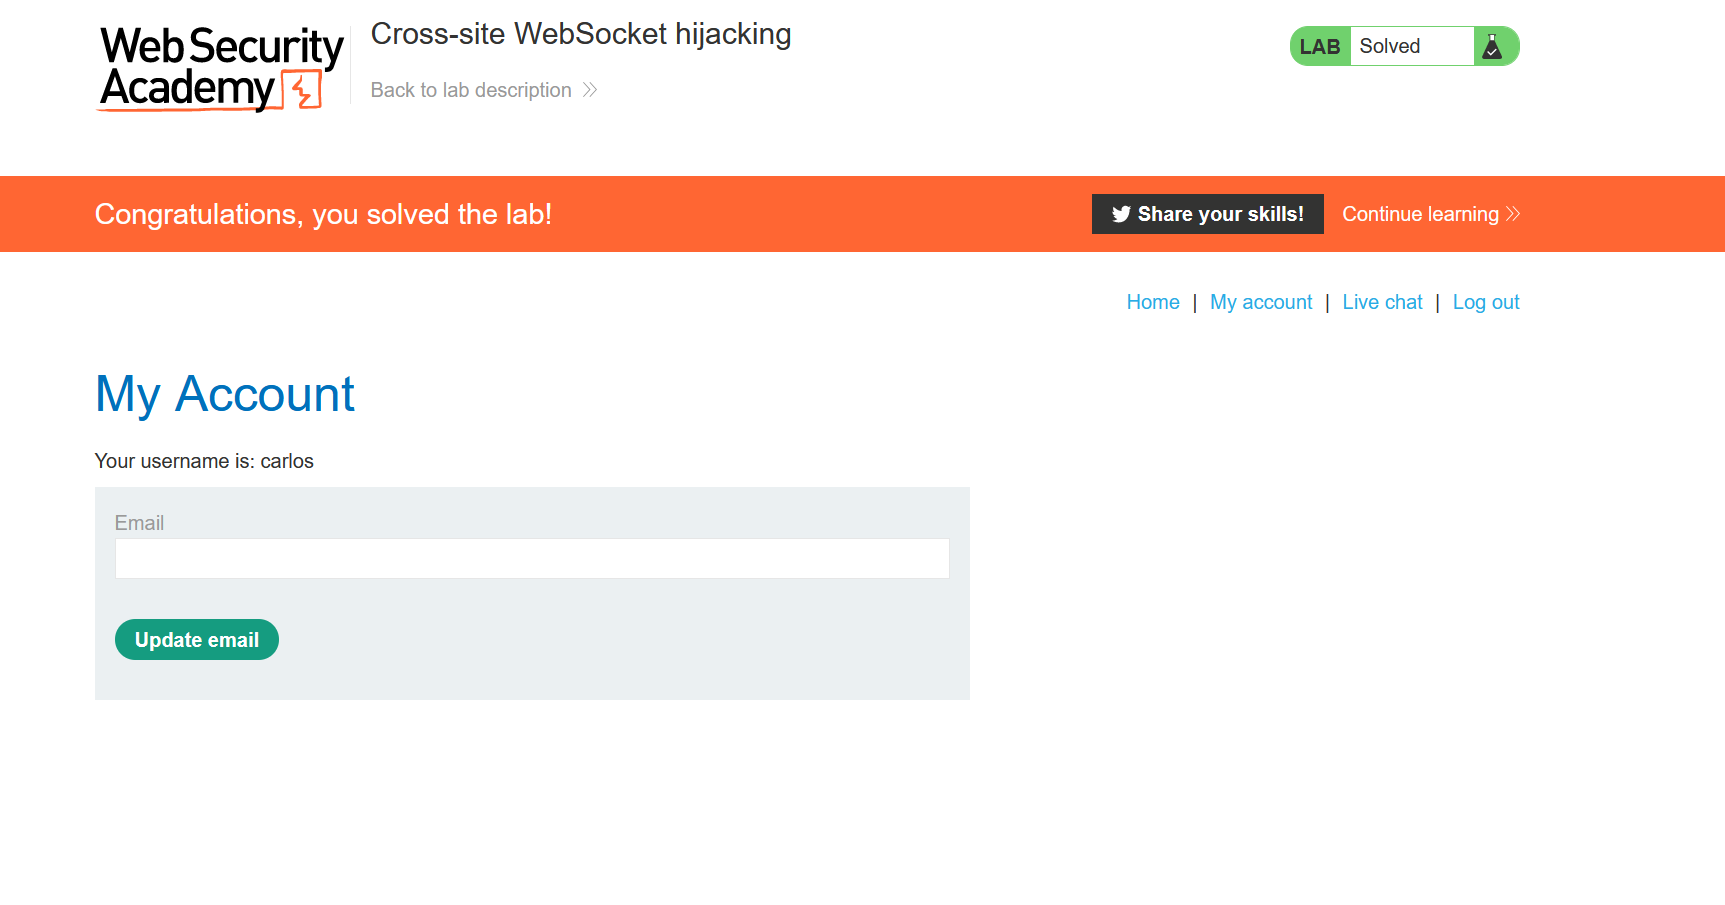 Web Security
Academy
Cross-site WebSocket hijacking
Back to lab description
LAB Solved
Congratulations, you solved the lab!
Share your skills!
Continue learning
Home | My account | Live chat | Log out
My Account
Your username is: carlos
Email
Update email